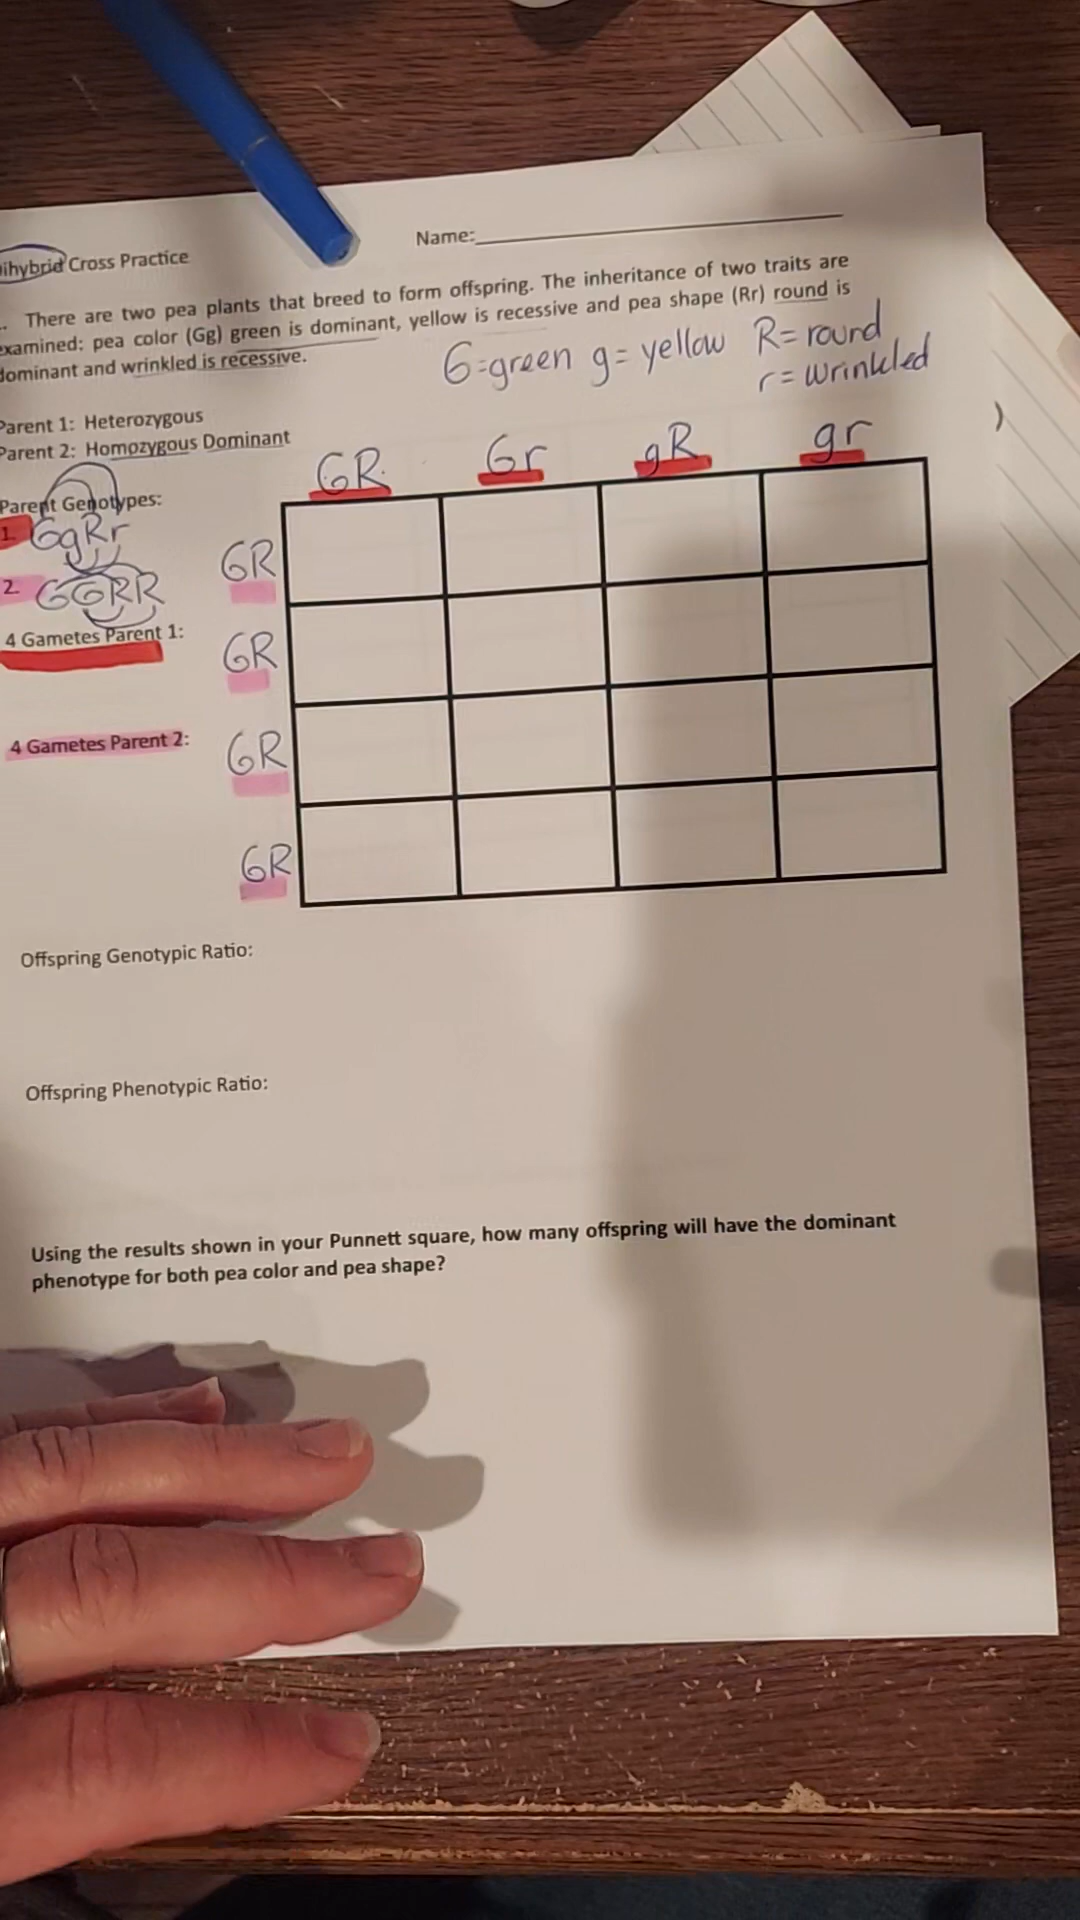 Name:
ihybrid Cross Practice
. There are two pea plants that breed to form offspring. The inheritance of two traits are
examined: pea color (Gg) green is dominant, yellow is recessive and pea shape (Rr) round is
dominant and wrinkled is recessive.
G=green g=yellow R=round
r=wrinkled
Parent 1: Heterozygous
Parent 2: Homozygous Dominant
GR Gr gR gr
Parent Genotypes:
1. GgRr
GR
2. GGRR
4 Gametes Parent 1:
GR
4 Gametes Parent 2:
GR
GR
Offspring Genotypic Ratio:
Offspring Phenotypic Ratio:
Using the results shown in your Punnett square, how many offspring will have the dominant
phenotype for both pea color and pea shape?